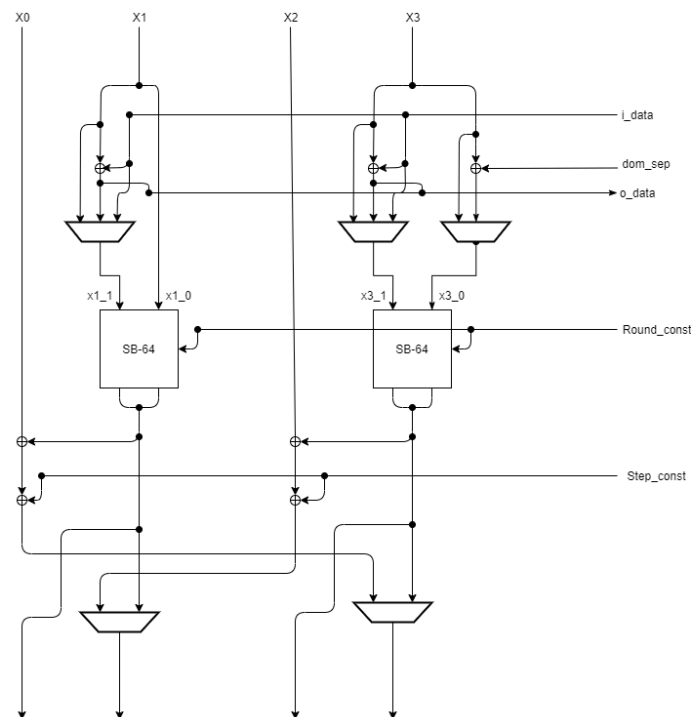 X0 X1 X2 X3
i_data
dom_sep
o_data
x1_1 x1_0 x3_1 x3_0
Round_const
SB-64 SB-64
Step_const